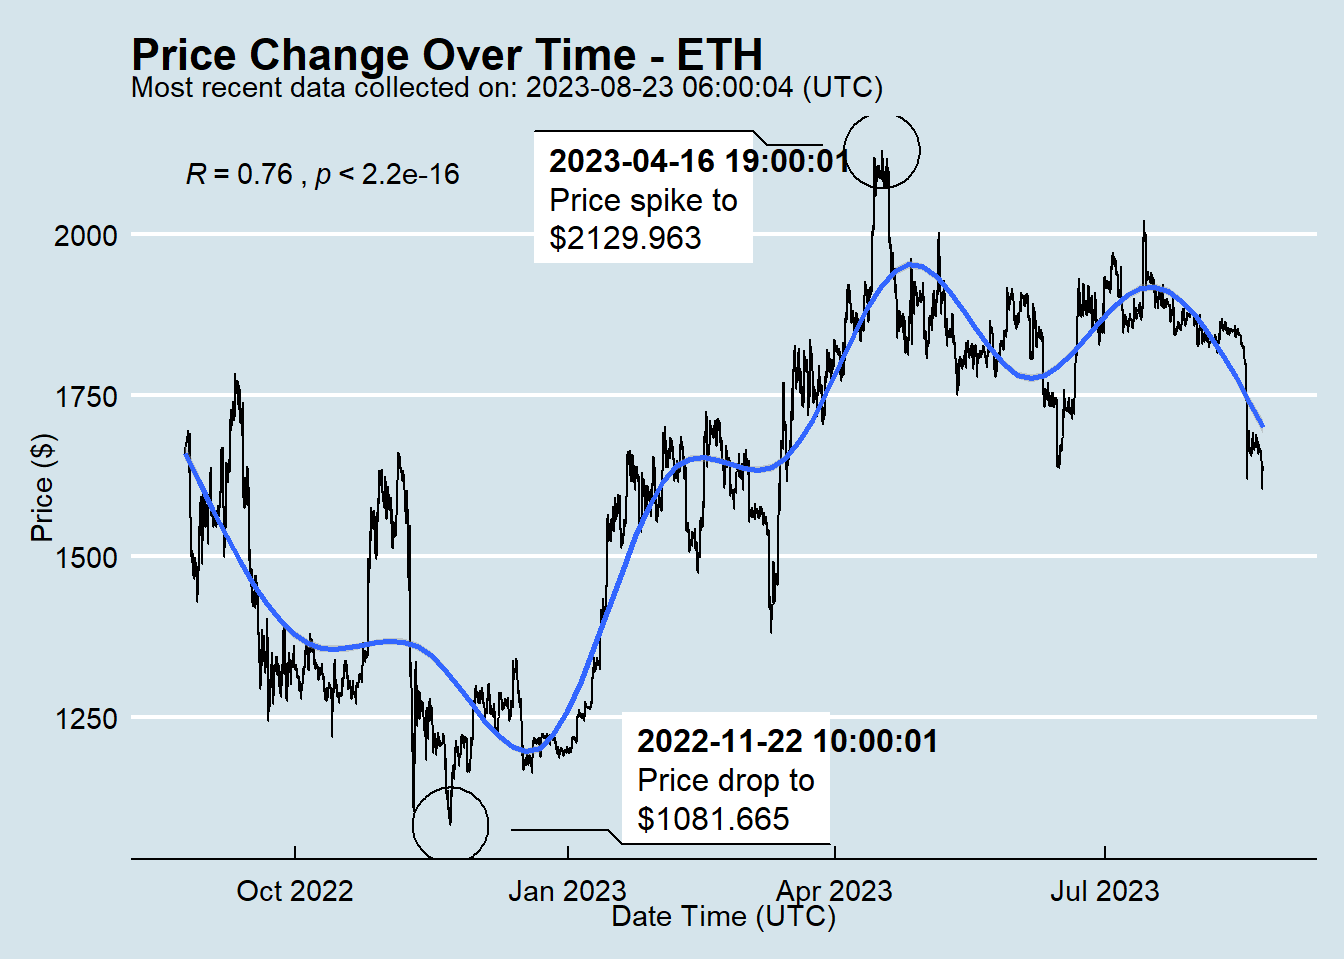 Price Change Over Time - ETH
Most recent data collected on: 2023-08-23 06:00:04 (UTC)
R = 0.76 , p < 2.2e-16
2023-04-16 19:00:01
Price spike to
$2129.963
2000
1750
1500
1250
Price ($)
2022-11-22 10:00:01
Price drop to
$1081.665
Oct 2022 Jan 2023 Apr 2023 Jul 2023
Date Time (UTC)